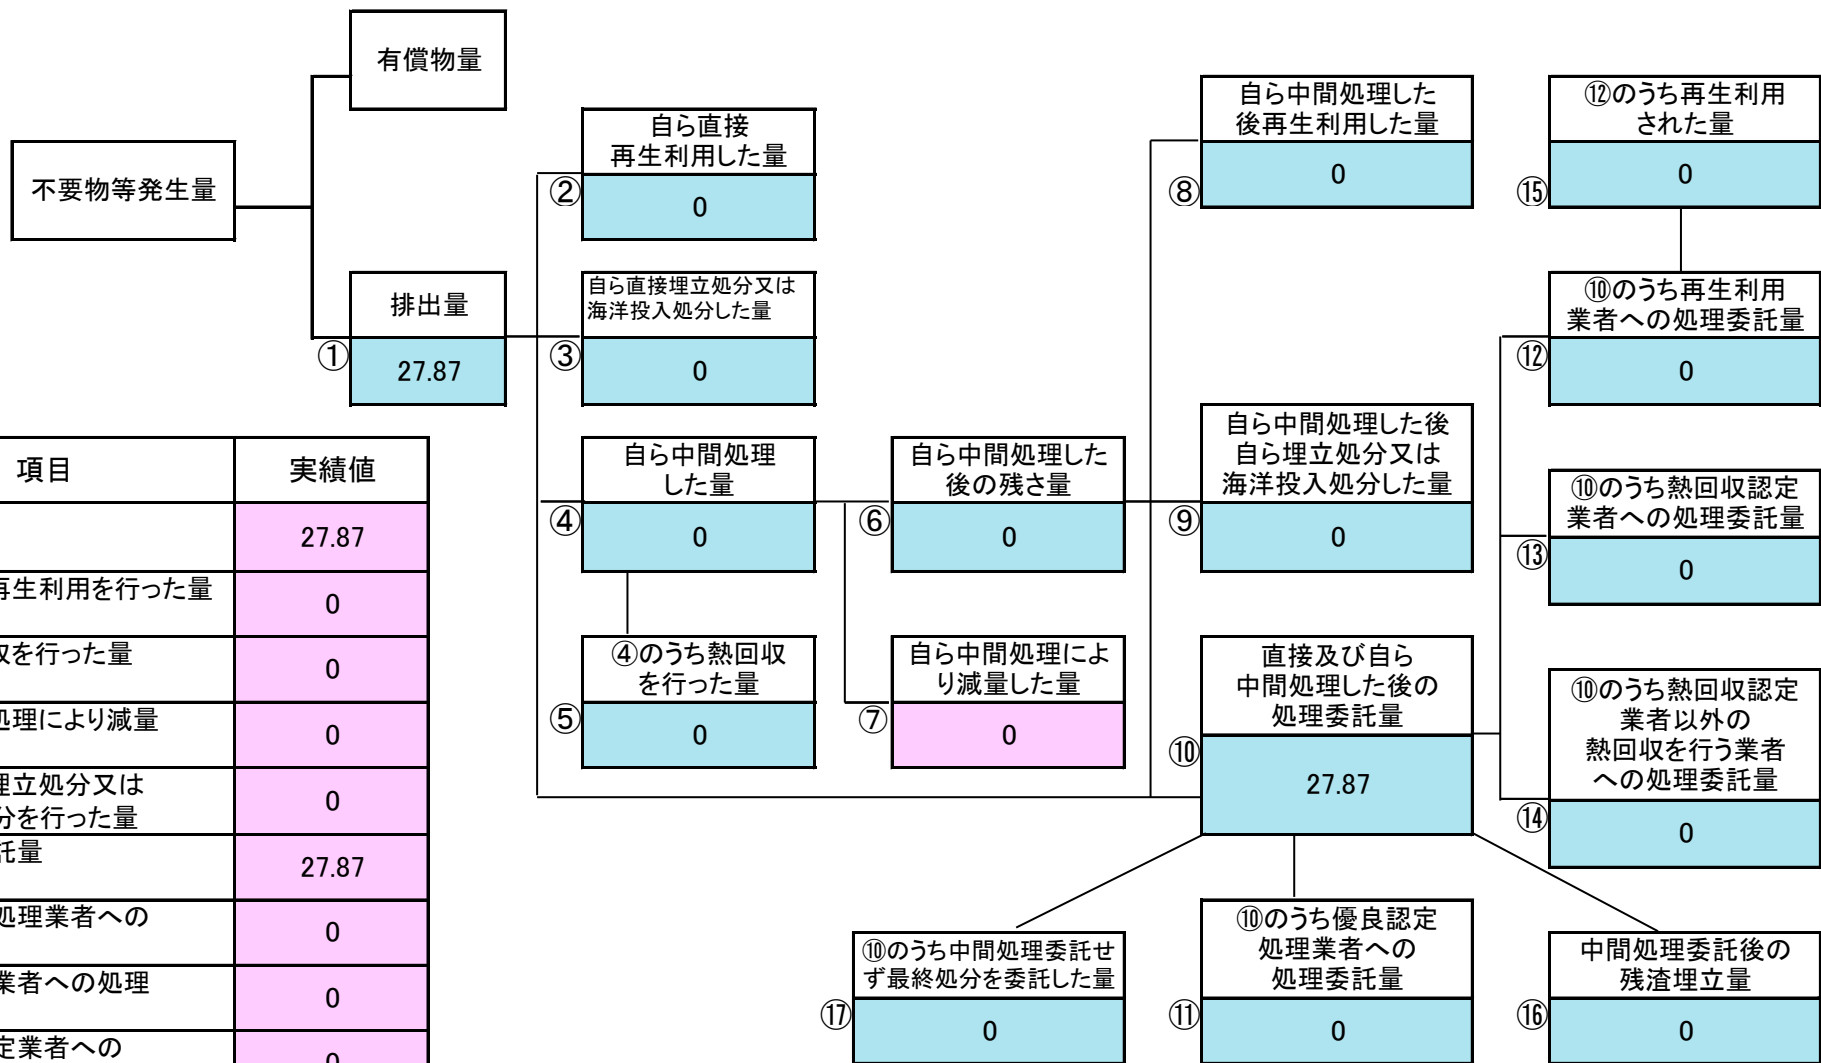 有償物量
不要物等発生量
排出量
①
27.87
自ら直接
再生利用した量
②
0
自ら直接埋立処分又は
海洋投入処分した量
③
0
自ら中間処理
した量
④
0
④のうち熱回収
を行った量
⑤
0
自ら中間処理した
後の残さ量
⑥
0
自ら中間処理によ
り減量した量
⑦
0
自ら中間処理した
後再生利用した量
⑧
0
自ら中間処理した後
自ら埋立処分又は
海洋投入処分した量
⑨
0
直接及び自ら
中間処理した後の
処理委託量
⑩
27.87
⑫のうち再生利用
された量
⑮
0
⑩のうち再生利用
業者への処理委託量
⑫
0
⑩のうち熱回収認定
業者への処理委託量
⑬
0
⑩のうち熱回収認定
業者以外の
熱回収を行う業者
への処理委託量
⑭
0
⑩のうち中間処理委託せ
ず最終処分を委託した量
⑰
0
⑩のうち優良認定
処理業者への
処理委託量
⑪
0
中間処理委託後の
残渣埋立量
⑯
0
項目 実績値
27.87
再生利用を行った量
0
収を行った量
0
処理により減量
0
埋立処分又は
分を行った量
0
託量
27.87
処理業者への
0
業者への処理
0
定業者への
0